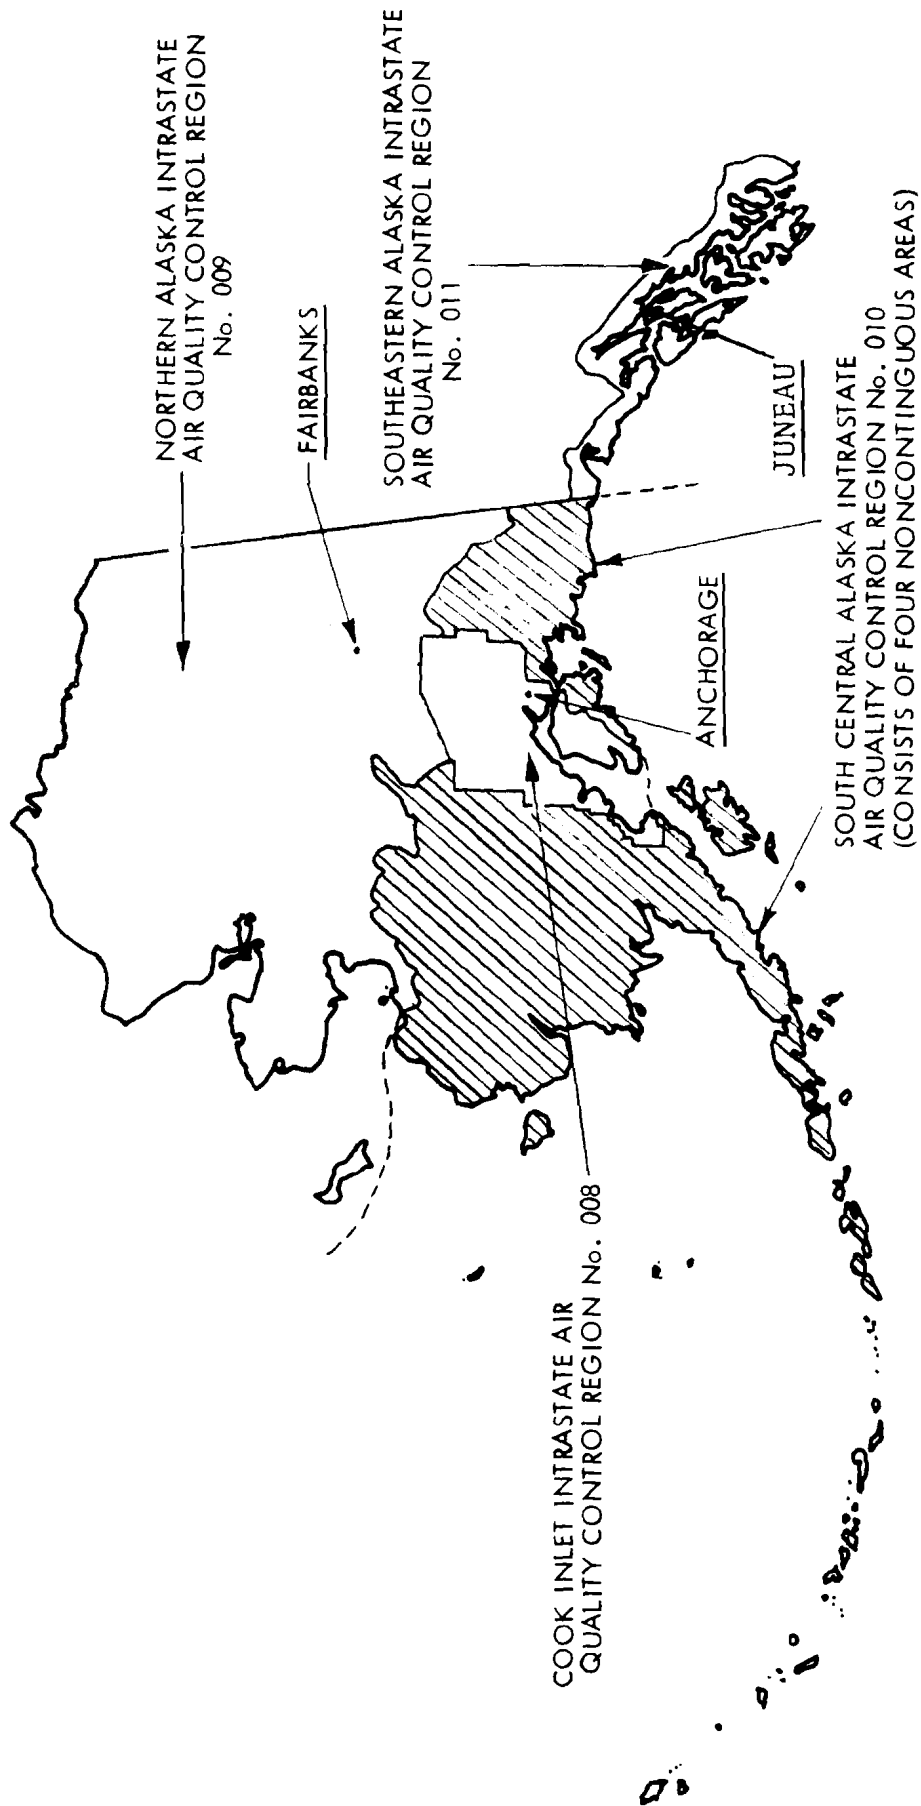 NORTHERN ALASKA INTRASTATE
AIR QUALITY CONTROL REGION
No. 009
FAIRBANKS
SOUTHEASTERN ALASKA INTRASTATE
AIR QUALITY CONTROL REGION
No. 011
JUNEAU
ANCHORAGE
SOUTH CENTRAL ALASKA INTRASTATE
AIR QUALITY CONTROL REGION No. 010
(CONSISTS OF FOUR NONCONTINGUOUS AREAS)
COOK INLET INTRASTATE AIR
QUALITY CONTROL REGION No. 008